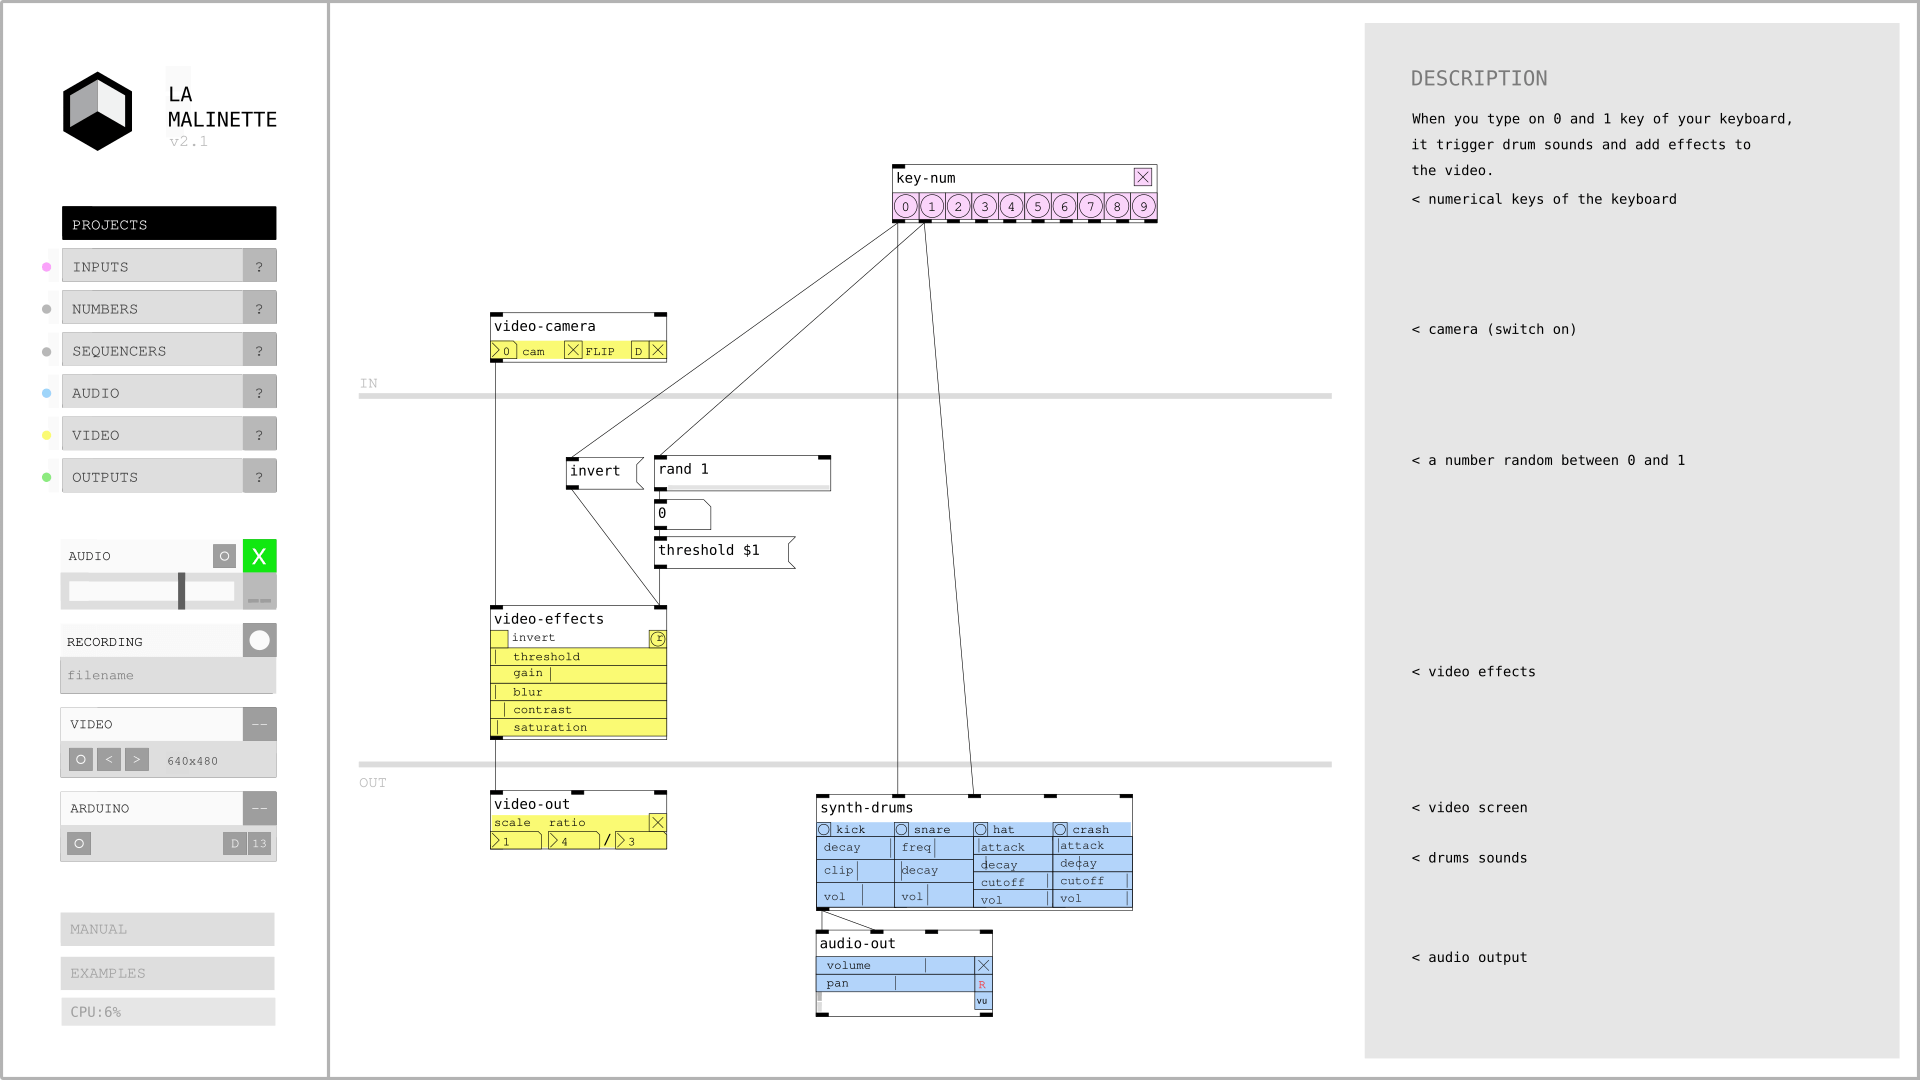 LA
MALINETTE
v2.1
PROJECTS
INPUTS ?
NUMBERS ?
SEQUENCERS ?
AUDIO ?
VIDEO ?
OUTPUTS ?
AUDIO O X
RECORDING
filename
VIDEO --
O < > 640x480
ARDUINO --
O D 13
MANUAL
EXAMPLES
CPU:6%
key-num
0 1 2 3 4 5 6 7 8 9
video-camera
0 cam FLIP D
IN
invert
rand 1
0
threshold $1
video-effects
invert r
threshold
gain
blur
contrast
saturation
OUT
video-out
scale ratio
1 4 / 3
synth-drums
kick snare hat crash
decay freq attack attack
clip decay decay decay
cutoff cutoff
vol vol vol vol
audio-out
volume
pan R
vu
DESCRIPTION
When you type on 0 and 1 key of your keyboard,
it trigger drum sounds and add effects to
the video.
< numerical keys of the keyboard
< camera (switch on)
< a number random between 0 and 1
< video effects
< video screen
< drums sounds
< audio output